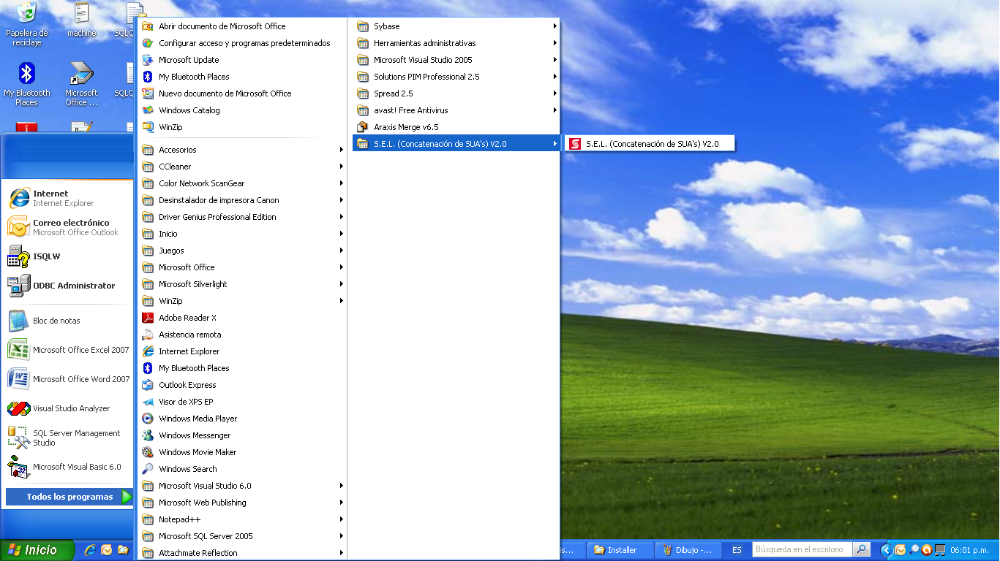 Papelera de
reciclaje
machine
SQLQ
My Bluetooth
Places
Microsoft
Office ...
SQLQ
Internet
Internet Explorer
Correo electrónico
Microsoft Office Outlook
ISQLW
ODBC Administrator
Bloc de notas
Microsoft Office Excel 2007
Microsoft Office Word 2007
Visual Studio Analyzer
SQL Server Management
Studio
Microsoft Visual Basic 6.0
Todos los programas
Abrir documento de Microsoft Office
Configurar acceso y programas predeterminados
Microsoft Update
My Bluetooth Places
Nuevo documento de Microsoft Office
Windows Catalog
WinZip
Accesorios
CCleaner
Color Network ScanGear
Desinstalador de impresora Canon
Driver Genius Professional Edition
Inicio
Juegos
Microsoft Office
Microsoft Silverlight
WinZip
Adobe Reader X
Asistencia remota
Internet Explorer
My Bluetooth Places
Outlook Express
Visor de XPS EP
Windows Media Player
Windows Messenger
Windows Movie Maker
Windows Search
Microsoft Visual Studio 6.0
Microsoft Web Publishing
Notepad++
Microsoft SQL Server 2005
Attachmate Reflection
Sybase
Herramientas administrativas
Microsoft Visual Studio 2005
Solutions PIM Professional 2.5
Spread 2.5
avast! Free Antivirus
Araxis Merge v6.5
S.E.L. (Concatenación de SUA's) V2.0
S.E.L. (Concatenación de SUA's) V2.0
Inicio
s...
Installer
Dibujo -...
ES
Búsqueda en el escritorio
06:01 p.m.